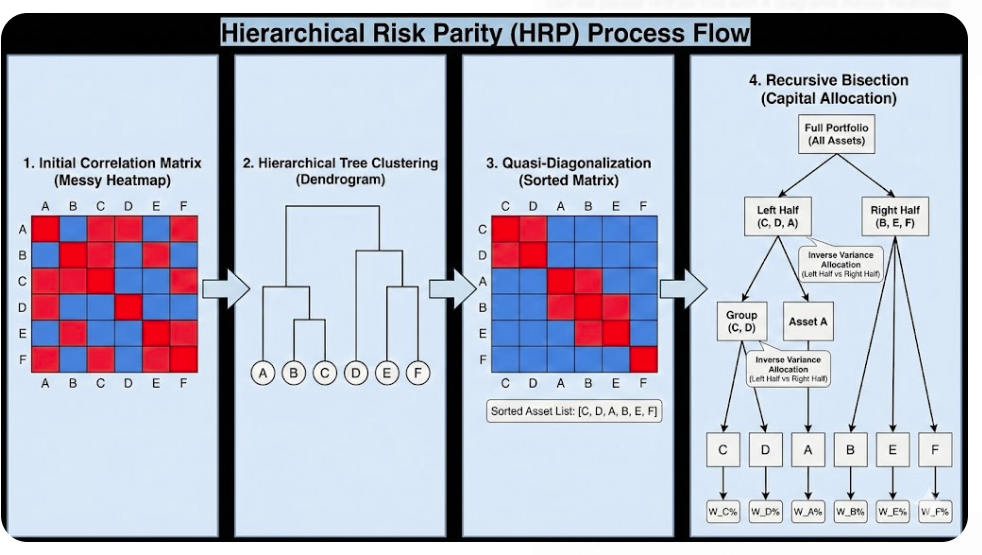 Hierarchical Risk Parity (HRP) Process Flow
1. Initial Correlation Matrix
(Messy Heatmap)
A B C D E F
A
B
C
D
E
F
A B C D E F
2. Hierarchical Tree Clustering
(Dendrogram)
A B C D E F
3. Quasi-Diagonalization
(Sorted Matrix)
C D A B E F
C
D
A
B
E
F
C D A B E F
Sorted Asset List: [C, D, A, B, E, F]
4. Recursive Bisection
(Capital Allocation)
Full Portfolio
(All Assets)
Left Half
(C, D, A)
Right Half
(B, E, F)
Inverse Variance
Allocation
(Left Half vs Right Half)
Group
(C, D)
Asset A
Inverse Variance
Allocation
(Left Half vs Right Half)
C D A B E F
W_C% W_D% W_A% W_B% W_E% W_F%